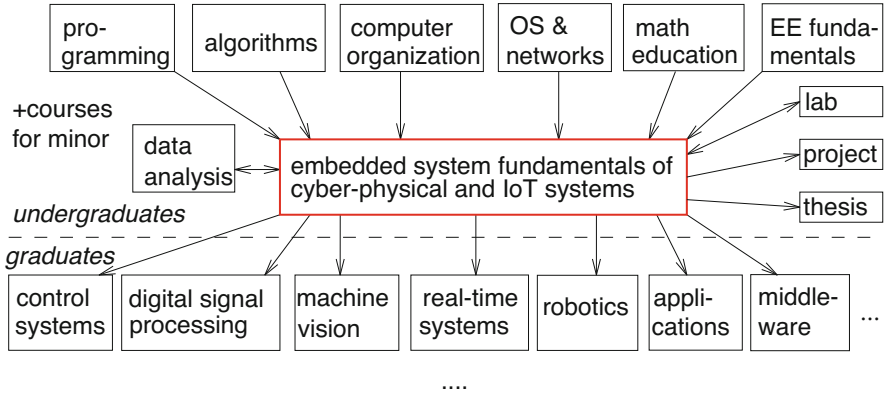 pro-
gramming
algorithms
computer
organization
OS &
networks
math
education
EE funda-
mentals
+courses
for minor
data
analysis
embedded system fundamentals of
cyber-physical and IoT systems
lab
project
thesis
undergraduates
graduates
control
systems
digital signal
processing
machine
vision
real-time
systems
robotics
appli-
cations
middle-
ware
...
....